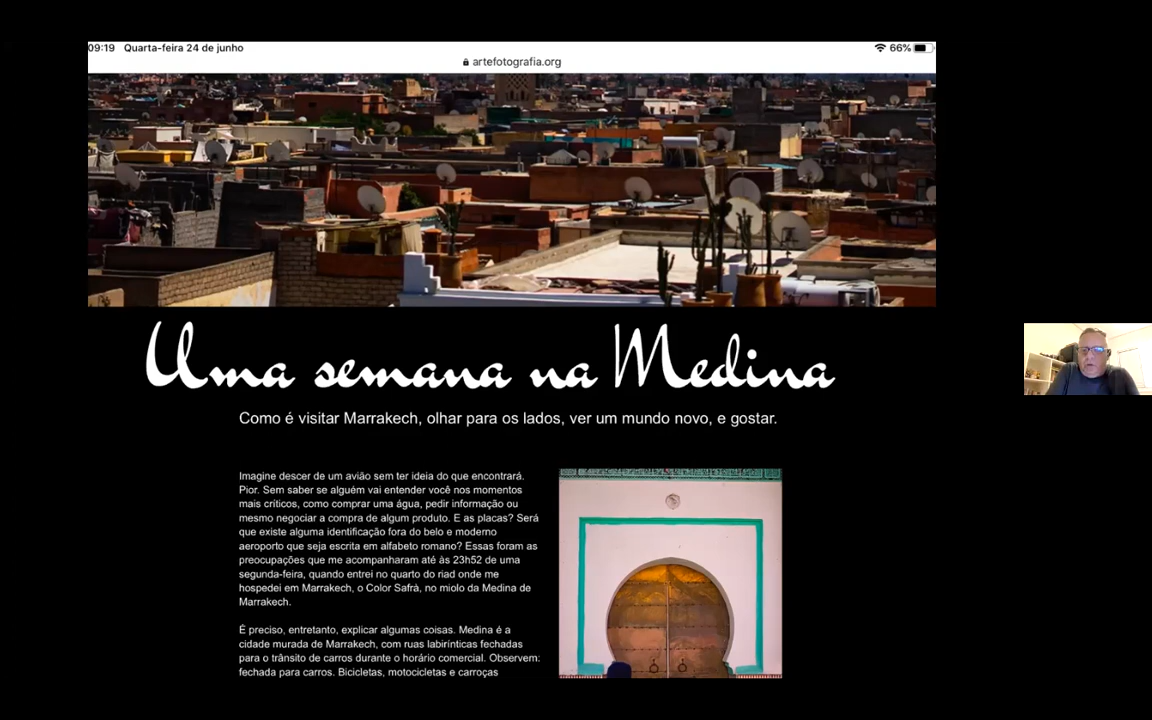 09:19 Quarta-feira 24 de junho
66%
artefotografia.org
Uma semana na Medina
Como é visitar Marrakech, olhar para os lados, ver um mundo novo, e gostar.
Imagine descer de um avião sem ter ideia do que encontrará.
Pior. Sem saber se alguém vai entender você nos momentos
mais críticos, como comprar uma água, pedir informação ou
mesmo negociar a compra de algum produto. E as placas? Será
que existe alguma identificação fora do belo e moderno
aeroporto que seja escrita em alfabeto romano? Essas foram as
preocupações que me acompanharam até às 23h52 de uma
segunda-feira, quando entrei no quarto do riad onde me
hospedei em Marrakech, o Color Safrà, no miolo da Medina de
Marrakech.
É preciso, entretanto, explicar algumas coisas. Medina é a
cidade murada de Marrakech, com ruas labirínticas fechadas
para o trânsito de carros durante o horário comercial. Observem:
fechada para carros. Bicicletas, motocicletas e carroças